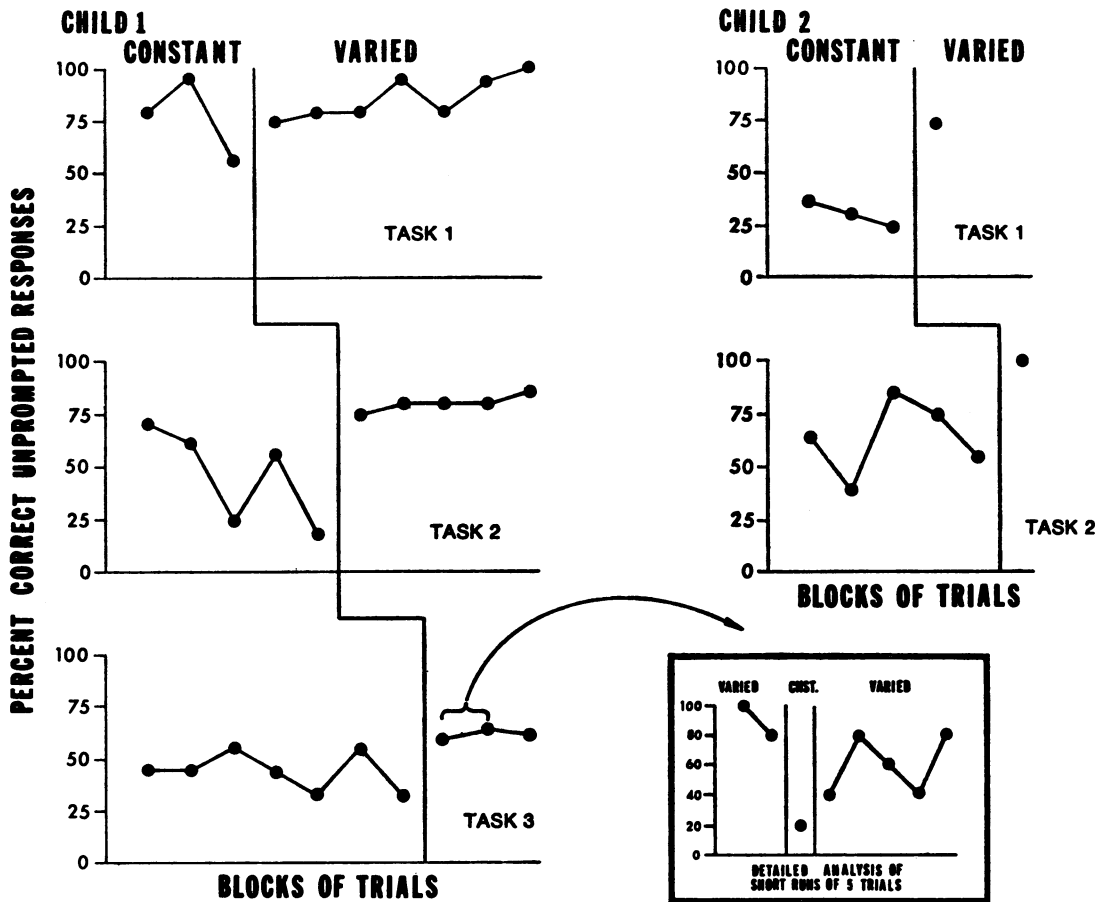 CHILD 1
CONSTANT VARIED
100
75
50
25
0
TASK 1
100
75
50
25
0
TASK 2
100
75
50
25
0
TASK 3
BLOCKS OF TRIALS
PERCENT CORRECT UNPROMPTED RESPONSES
CHILD 2
CONSTANT VARIED
100
75
50
25
0
TASK 1
100
75
50
25
0
TASK 2
BLOCKS OF TRIALS
VARIED CNST. VARIED
100
80
60
40
20
0
DETAILED ANALYSIS OF
SHORT RUNS OF 5 TRIALS